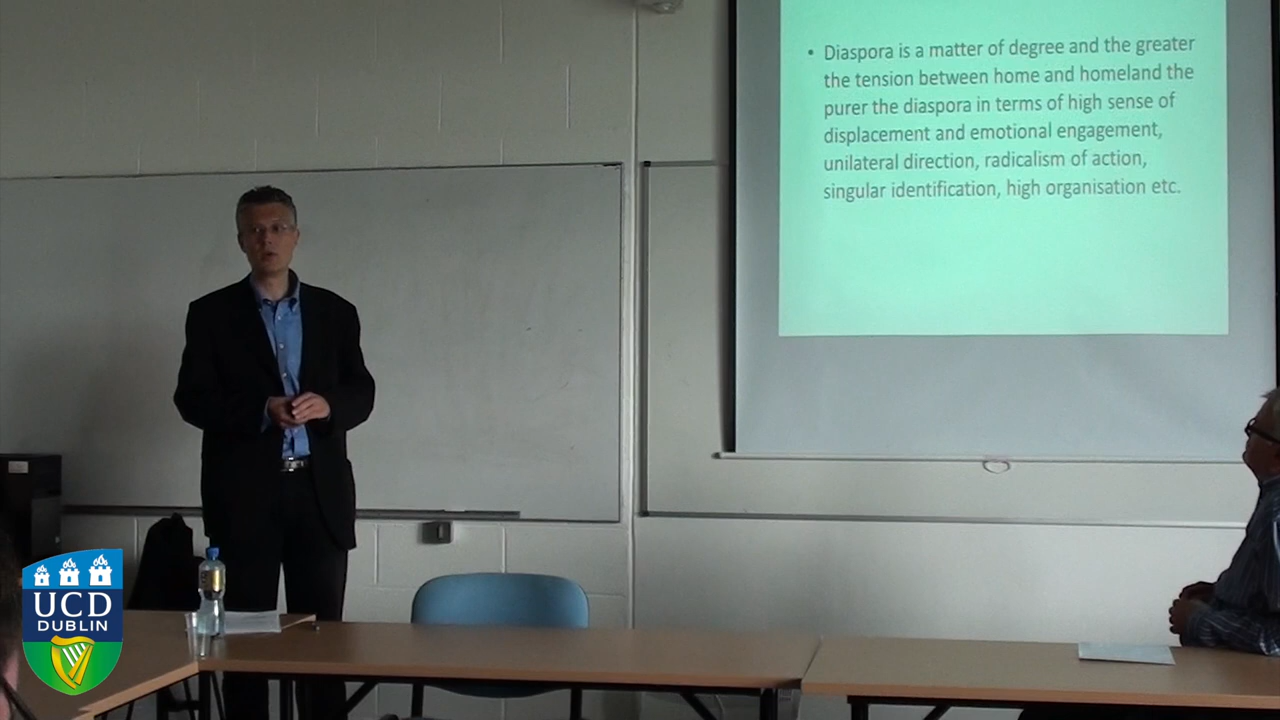 • Diaspora is a matter of degree and the greater
the tension between home and homeland the
purer the diaspora in terms of high sense of
displacement and emotional engagement,
unilateral direction, radicalism of action,
singular identification, high organisation etc.
UCD
DUBLIN